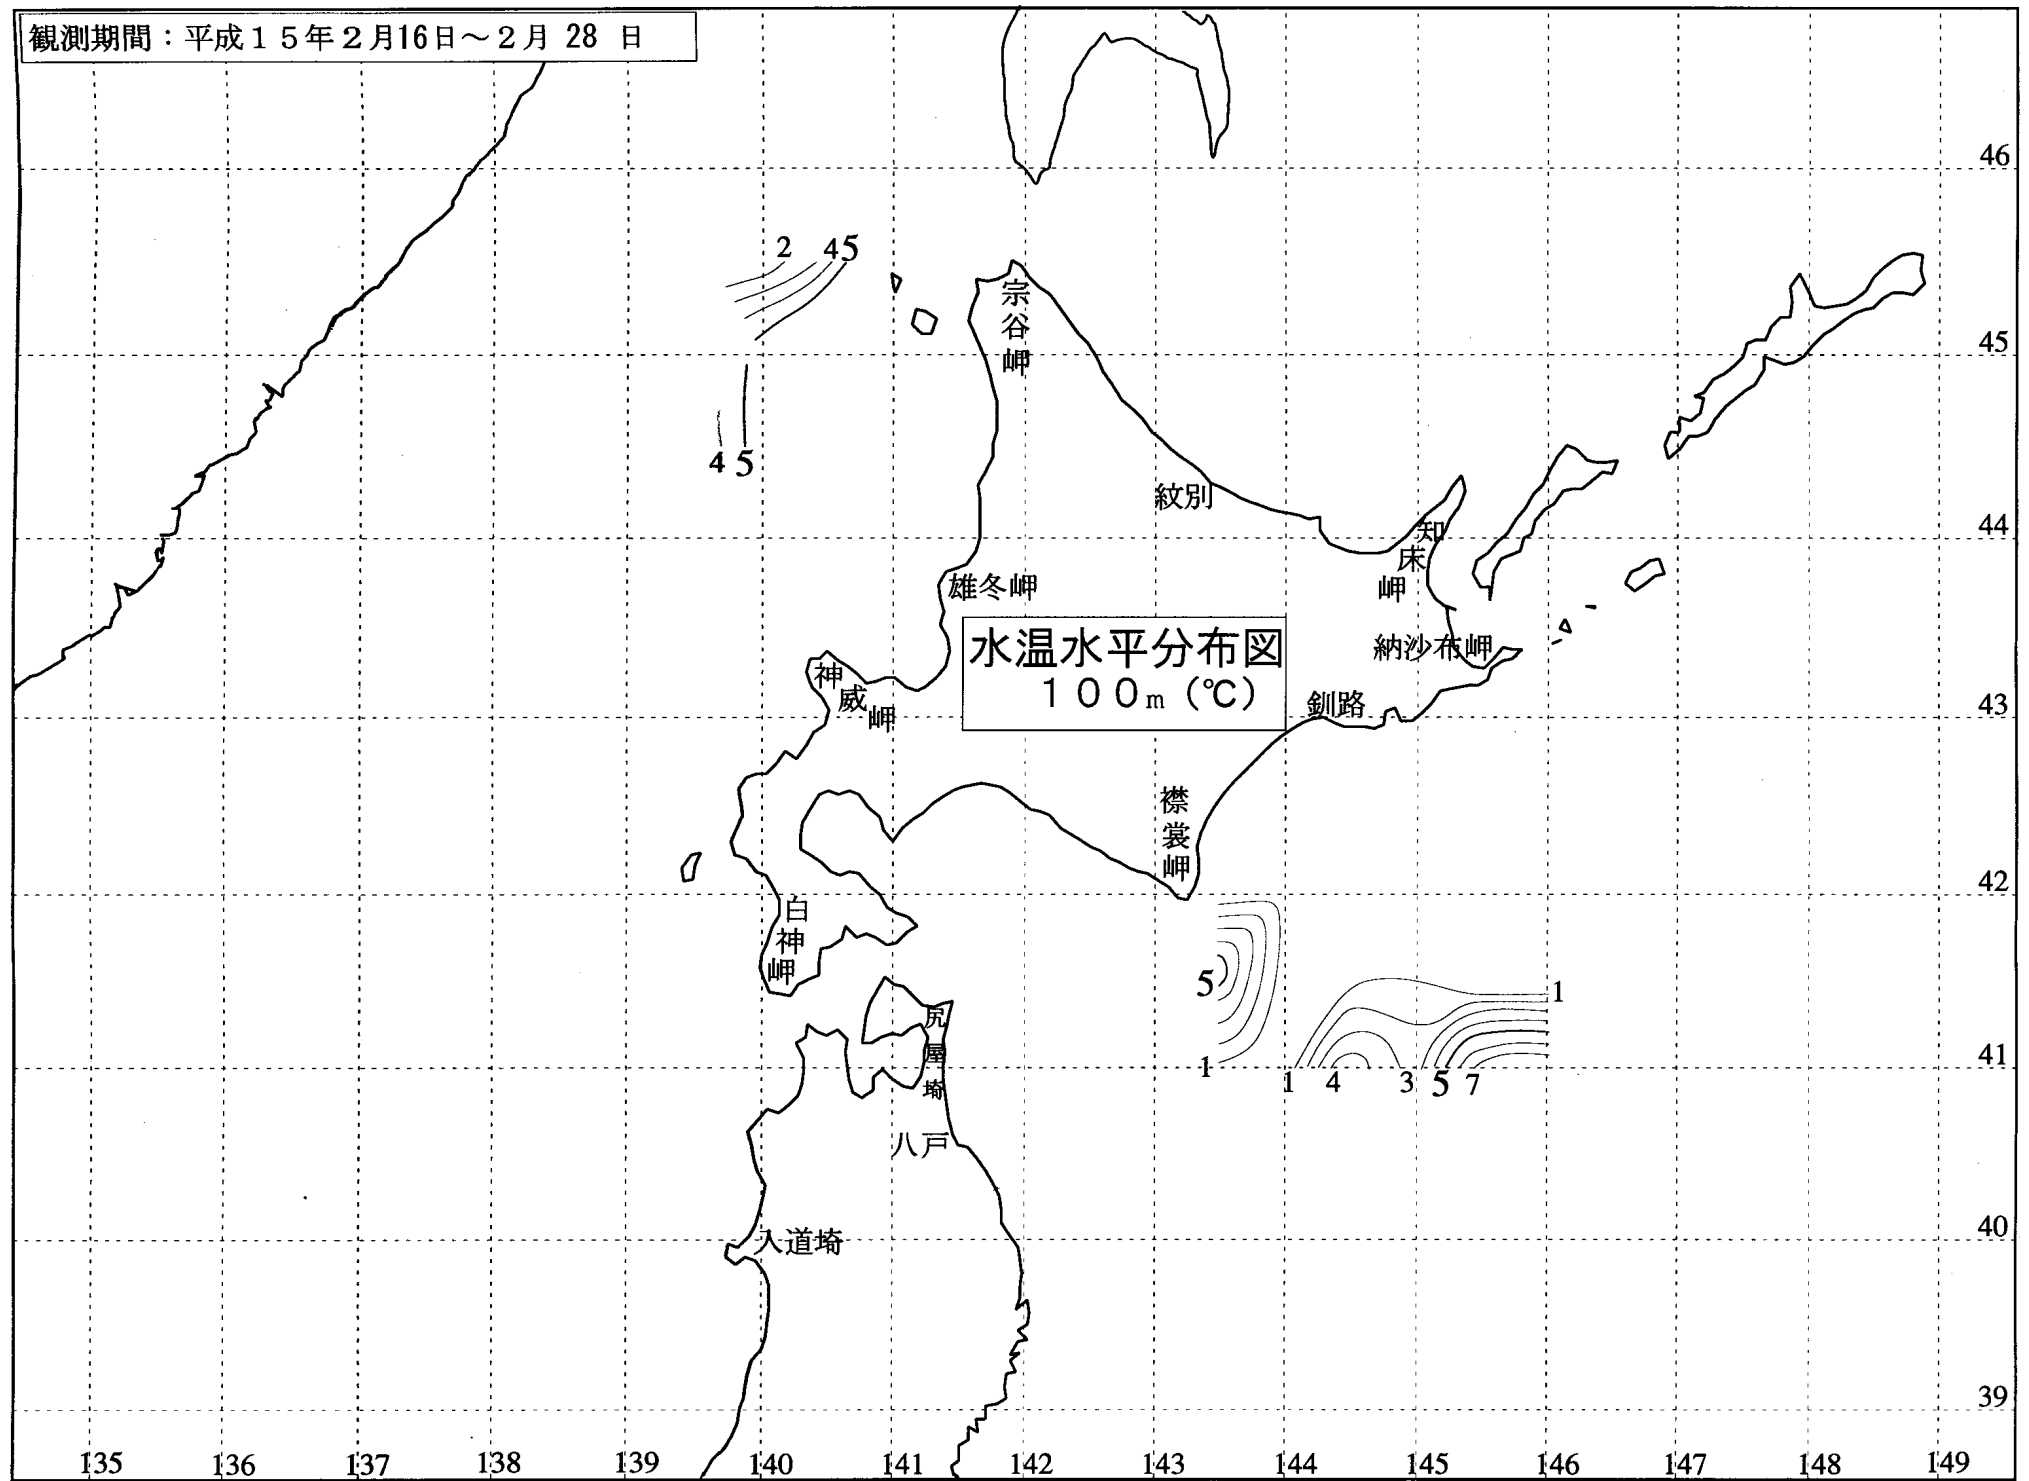 観測期間：平成１５年２月16日～２月 28 日
46
2 45
宗谷岬
45
4 5
紋別
44
知床岬
雄冬岬
水温水平分布図
１００m（℃）
納沙布岬
神威岬
釧路
43
襟裳岬
42
白神岬
5
1
尻屋埼
41
1 1 4 3 5 7
八戸
入道埼
40
39
135 136 137 138 139 140 141 142 143 144 145 146 147 148 149